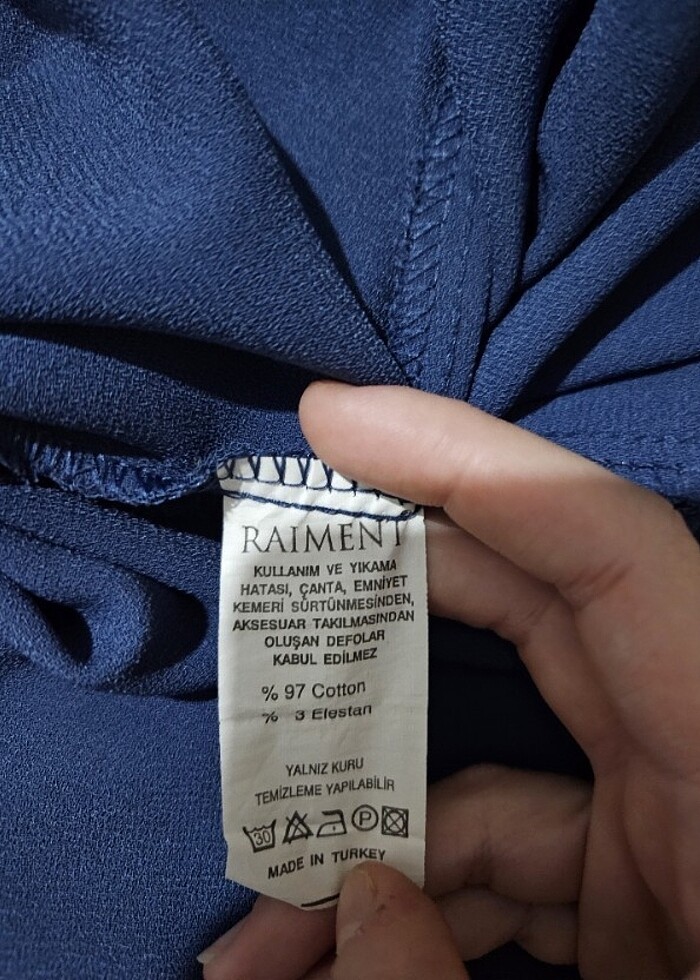 RAIMENT
KULLANIM VE YIKAMA
HATASI, ÇANTA, EMNİYET
KEMERİ SÜRTÜNMESİNDEN,
AKSESUAR TAKILMASINDAN
OLUŞAN DEFOLAR
KABUL EDİLMEZ
% 97 Cotton
% 3 Elestan
YALNIZ KURU
TEMİZLEME YAPILABİLİR
30 P
MADE IN TURKEY